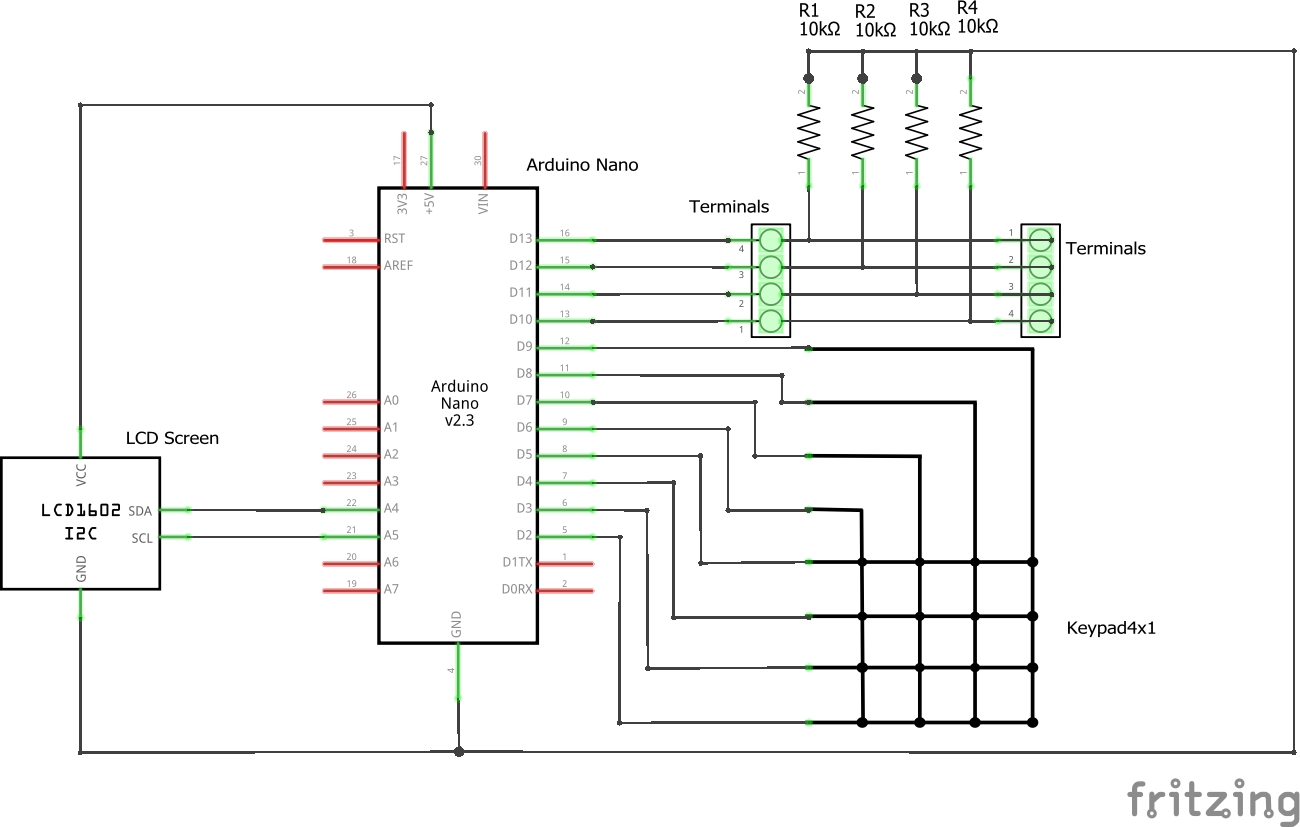 R1
10kΩ
R2
10kΩ
R3
10kΩ
R4
10kΩ
2
2
2
2
1
1
1
1
17
27
30
3V3
+5V
VIN
Arduino Nano
Terminals
Terminals
3
RST
18
AREF
D13
16
D12
15
D11
14
D10
13
D9
12
D8
11
D7
10
D6
9
D5
8
D4
7
D3
6
D2
5
D1TX
1
D0RX
2
4
3
2
1
1
2
3
4
Arduino
Nano
v2.3
26
A0
25
A1
24
A2
23
A3
22
A4
21
A5
20
A6
19
A7
GND
4
LCD Screen
VCC
LCD1602
I2C
SDA
SCL
GND
Keypad4x1
fritzing